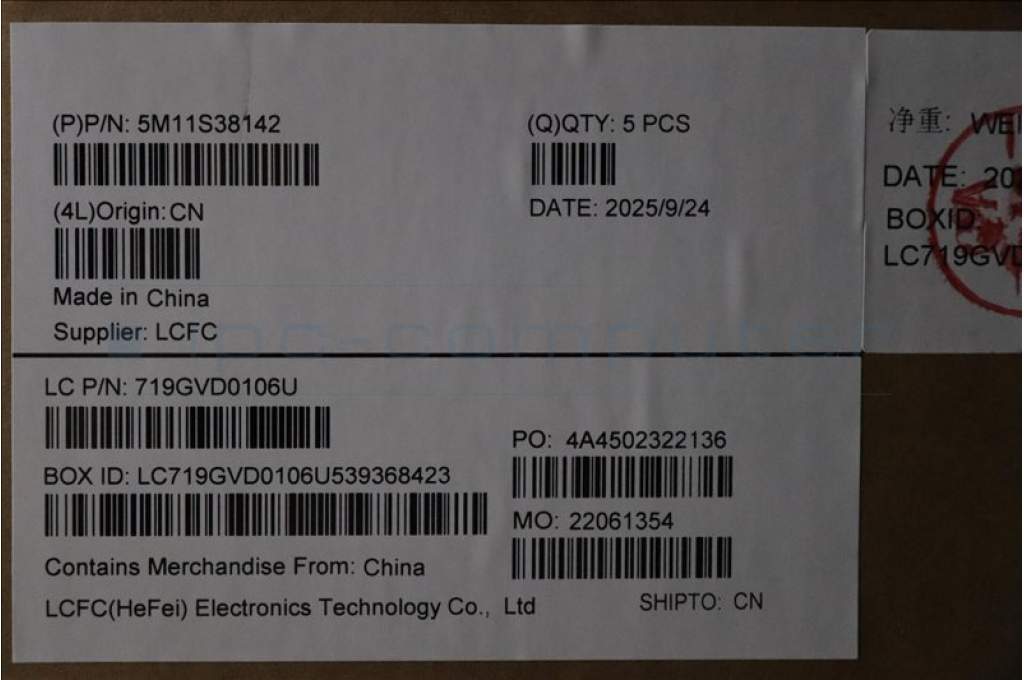 (P)P/N: 5M11S38142
(Q)QTY: 5 PCS
(4L)Origin: CN
DATE: 2025/9/24
Made in China
Supplier: LCFC
LC P/N: 719GVD0106U
PO: 4A4502322136
BOX ID: LC719GVD0106U539368423
MO: 22061354
Contains Merchandise From: China
LCFC(HeFei) Electronics Technology Co., Ltd
SHIPTO: CN
净重:
DATE:
BOXID
ipc-computer